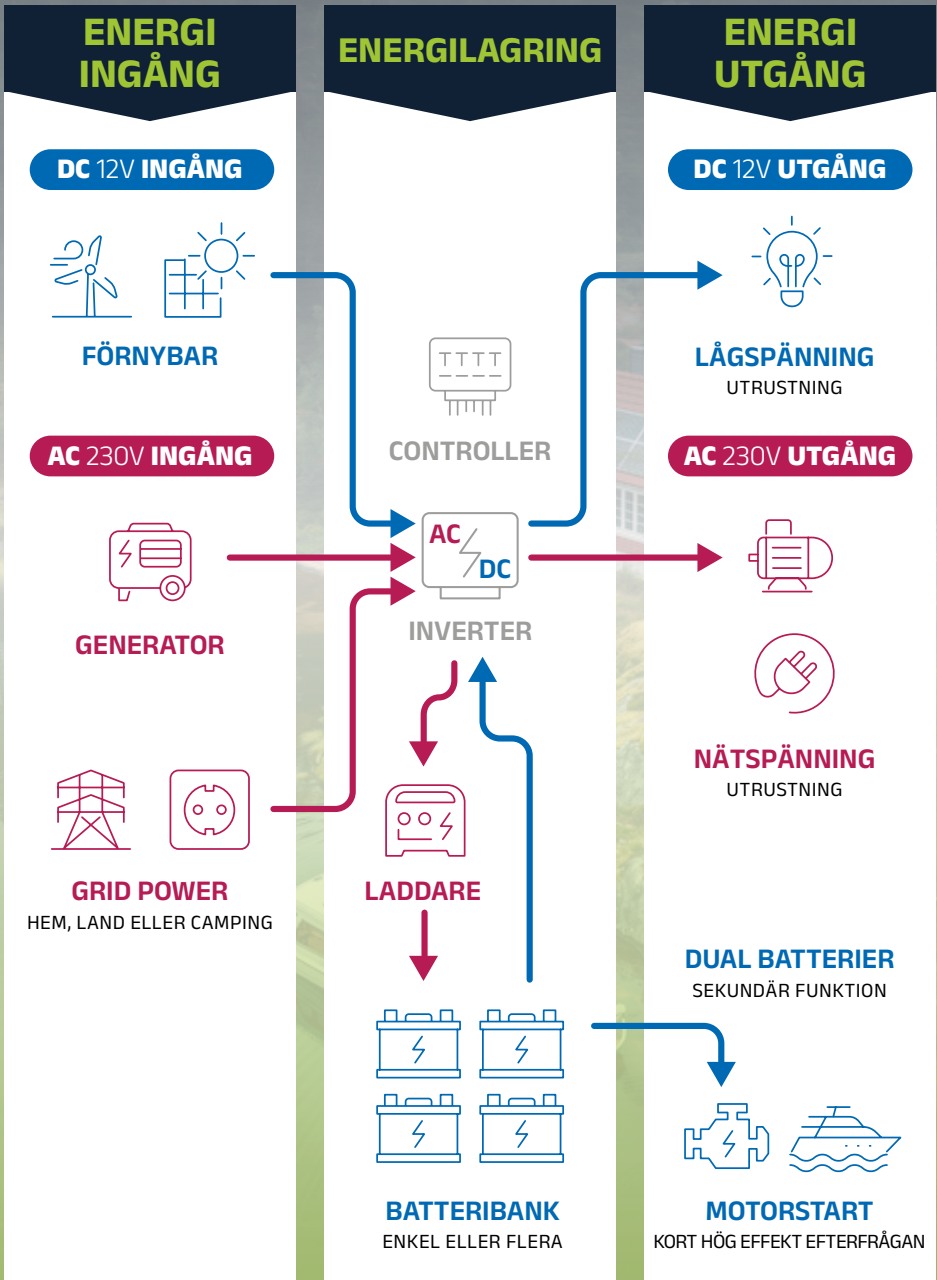 ENERGI
INGÅNG
DC 12V INGÅNG
FÖRNYBAR
AC 230V INGÅNG
GENERATOR
GRID POWER
HEM, LAND ELLER CAMPING
ENERGILAGRING
CONTROLLER
AC
DC
INVERTER
LADDARE
BATTERIBANK
ENKEL ELLER FLERA
ENERGI
UTGÅNG
DC 12V UTGÅNG
LÅGSPÄNNING
UTRUSTNING
AC 230V UTGÅNG
NÄTSPÄNNING
UTRUSTNING
DUAL BATTERIER
SEKUNDÄR FUNKTION
MOTORSTART
KORT HÖG EFFEKT EFTERFRÅGAN